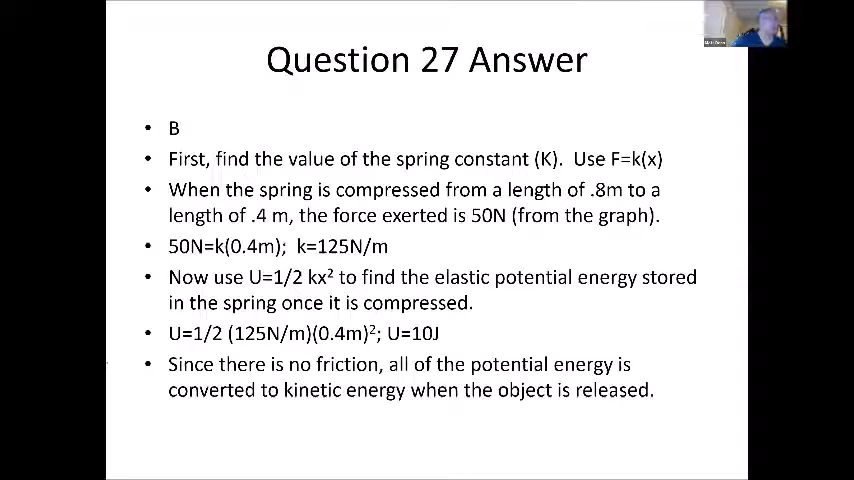 Question 27 Answer
• B
• First, find the value of the spring constant (K). Use F=k(x)
• When the spring is compressed from a length of .8m to a
length of .4 m, the force exerted is 50N (from the graph).
• 50N=k(0.4m); k=125N/m
• Now use U=1/2 kx² to find the elastic potential energy stored
in the spring once it is compressed.
• U=1/2 (125N/m)(0.4m)²; U=10J
• Since there is no friction, all of the potential energy is
converted to kinetic energy when the object is released.